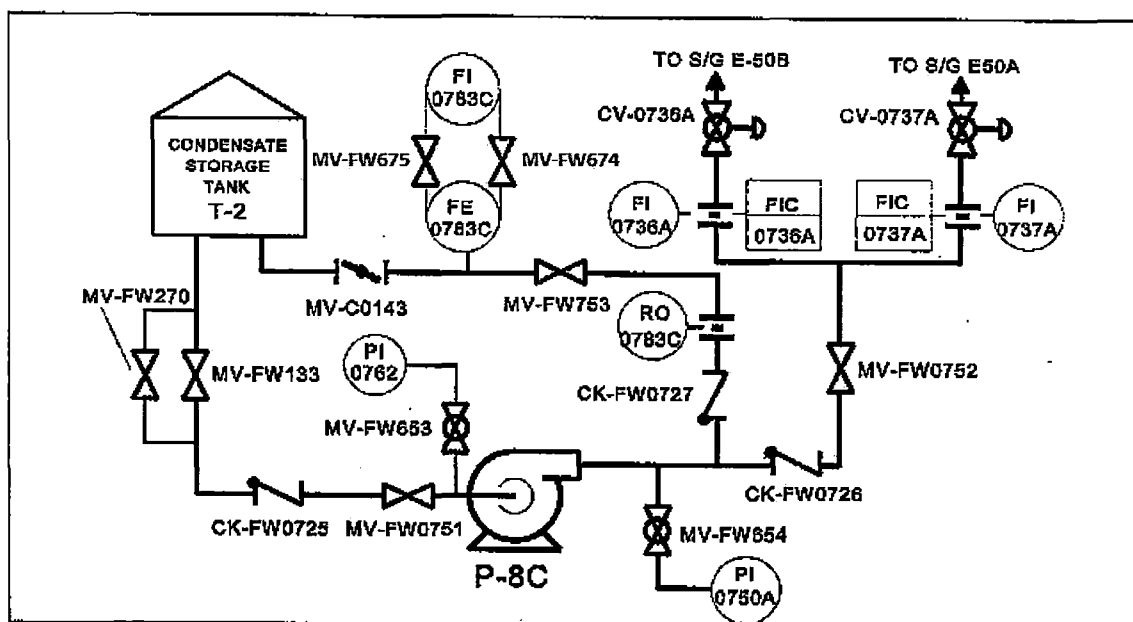 TO S/G E-50B
TO S/G E50A
FI
0783C
CV-0736A
CV-0737A
CONDENSATE
STORAGE
TANK
T-2
MV-FW675
MV-FW674
FE
0783C
FI
0736A
FIC
0736A
FIC
0737A
FI
0737A
MV-FW270
MV-C0143
MV-FW753
RO
0783C
MV-FW133
PI
0762
MV-FW0752
CK-FW0727
MV-FW653
CK-FW0725
MV-FW0751
CK-FW0726
MV-FW654
P-8C
PI
0750A